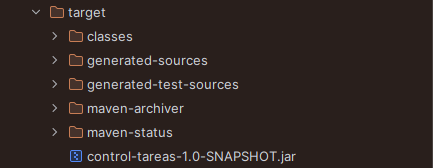 target
classes
generated-sources
generated-test-sources
maven-archiver
maven-status
control-tareas-1.0-SNAPSHOT.jar